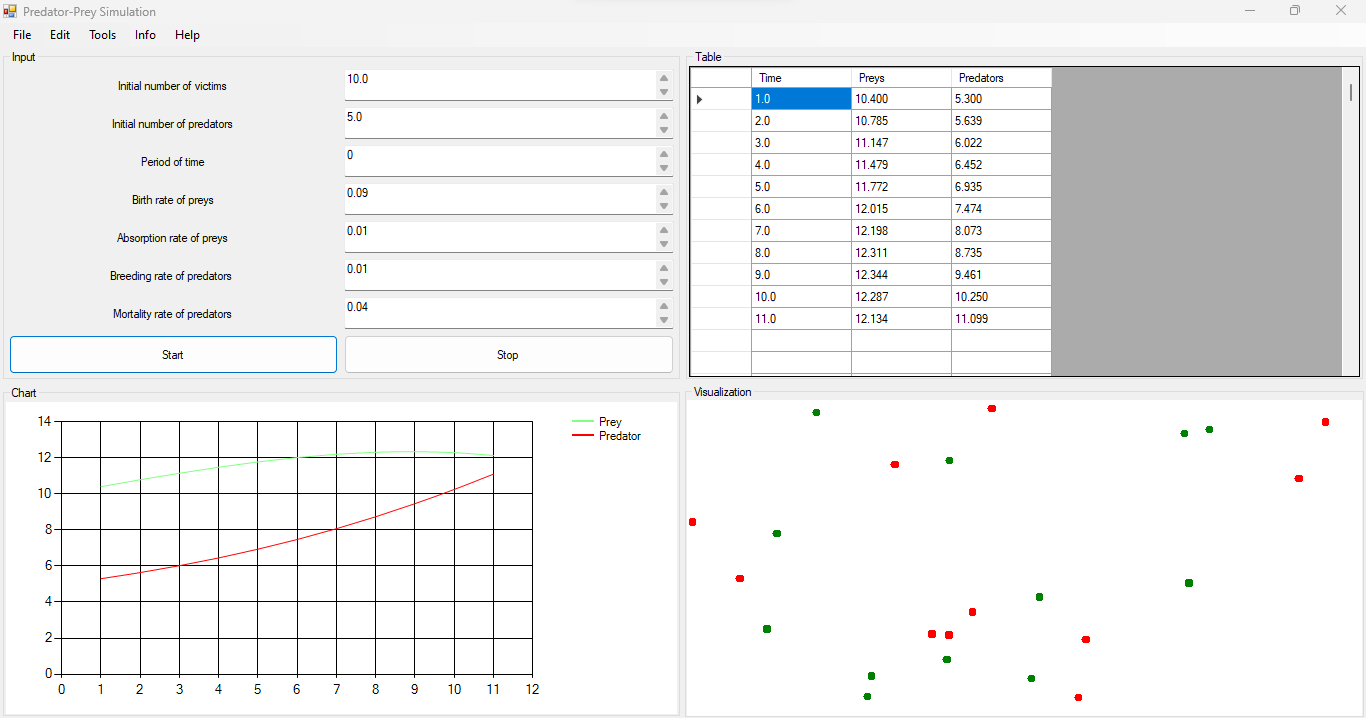 Predator-Prey Simulation
File Edit Tools Info Help
Input
Initial number of victims 10.0
Initial number of predators 5.0
Period of time 0
Birth rate of preys 0.09
Absorption rate of preys 0.01
Breeding rate of predators 0.01
Mortality rate of predators 0.04
Start Stop
Table
Time Preys Predators
1.0 10.400 5.300
2.0 10.785 5.639
3.0 11.147 6.022
4.0 11.479 6.452
5.0 11.772 6.935
6.0 12.015 7.474
7.0 12.198 8.073
8.0 12.311 8.735
9.0 12.344 9.461
10.0 12.287 10.250
11.0 12.134 11.099
Chart
14
12
10
8
6
4
2
0
0 1 2 3 4 5 6 7 8 9 10 11 12
Prey
Predator
Visualization